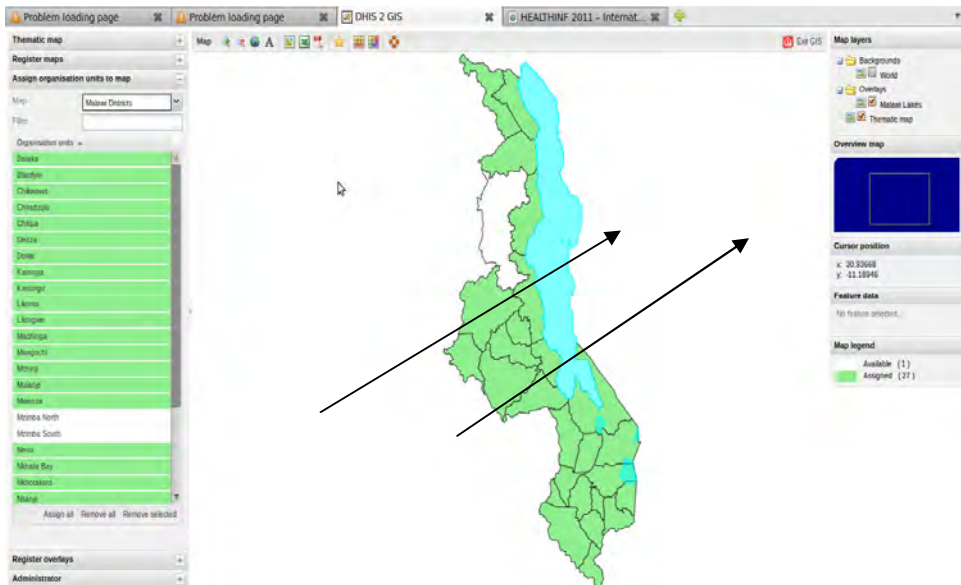 Problem loading page
Problem loading page
DHIS 2 GIS
HEALTHINF 2011 – Internat...
Thematic map
Register maps
Assign organisation units to map
Map
Malawi Districts
Filter
Organisation units
Balaka
Blantyre
Chikwawa
Chiradzulu
Chitipa
Dedza
Dowa
Karonga
Kasungu
Likoma
Lilongwe
Machinga
Mangochi
Mchinji
Mulanje
Mwanza
Mzimba North
Mzimba South
Neno
Nkhata Bay
Nkhotakota
Nsanje
Assign all Remove all Remove selected
Register overlays
Administrator
Map
A
Exit GIS
Map layers
Backgrounds
World
Overlays
Malawi Lakes
Thematic map
Overview map
Cursor position
x: 30.93668
y: -11.18946
Feature data
No feature selected.
Map legend
Available (1)
Assigned (27)